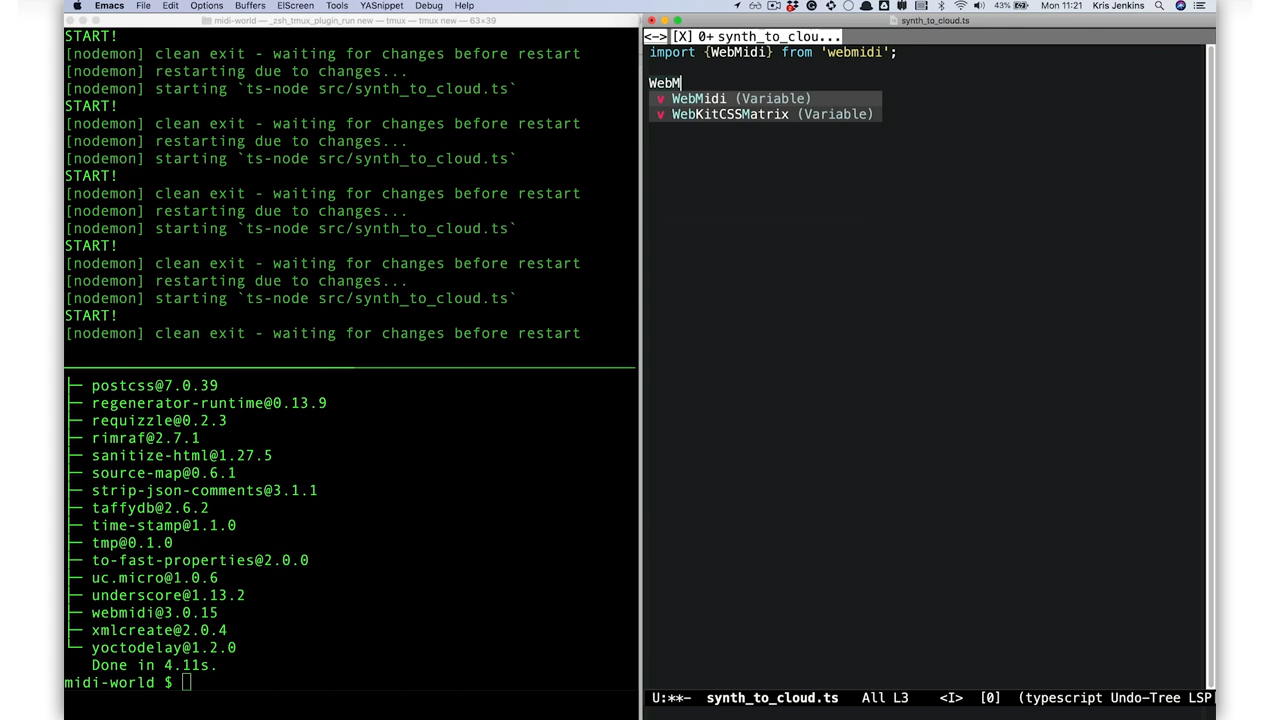 Emacs File Edit Options Buffers ElScreen Tools YASnippet Debug Help 43% Mon 11:21 Kris Jenkins
midi-world — _zsh_tmux_plugin_run new — tmux — tmux new — 63×39
START!
[nodemon] clean exit - waiting for changes before restart
[nodemon] restarting due to changes...
[nodemon] starting `ts-node src/synth_to_cloud.ts`
START!
[nodemon] clean exit - waiting for changes before restart
[nodemon] restarting due to changes...
[nodemon] starting `ts-node src/synth_to_cloud.ts`
START!
[nodemon] clean exit - waiting for changes before restart
[nodemon] restarting due to changes...
[nodemon] starting `ts-node src/synth_to_cloud.ts`
START!
[nodemon] clean exit - waiting for changes before restart
[nodemon] restarting due to changes...
[nodemon] starting `ts-node src/synth_to_cloud.ts`
START!
[nodemon] clean exit - waiting for changes before restart
├─ postcss@7.0.39
├─ regenerator-runtime@0.13.9
├─ requizzle@0.2.3
├─ rimraf@2.7.1
├─ sanitize-html@1.27.5
├─ source-map@0.6.1
├─ strip-json-comments@3.1.1
├─ taffydb@2.6.2
├─ time-stamp@1.1.0
├─ tmp@0.1.0
├─ to-fast-properties@2.0.0
├─ uc.micro@1.0.6
├─ underscore@1.13.2
├─ webmidi@3.0.15
├─ xmlcreate@2.0.4
└─ yoctodelay@1.2.0
Done in 4.11s.
midi-world $
synth_to_cloud.ts
<-> [X] 0+ synth_to_clou...
import {WebMidi} from 'webmidi';
WebM
v WebMidi (Variable)
v WebKitCSSMatrix (Variable)
U:**- synth_to_cloud.ts All L3 <I> [0] (typescript Undo-Tree LSP